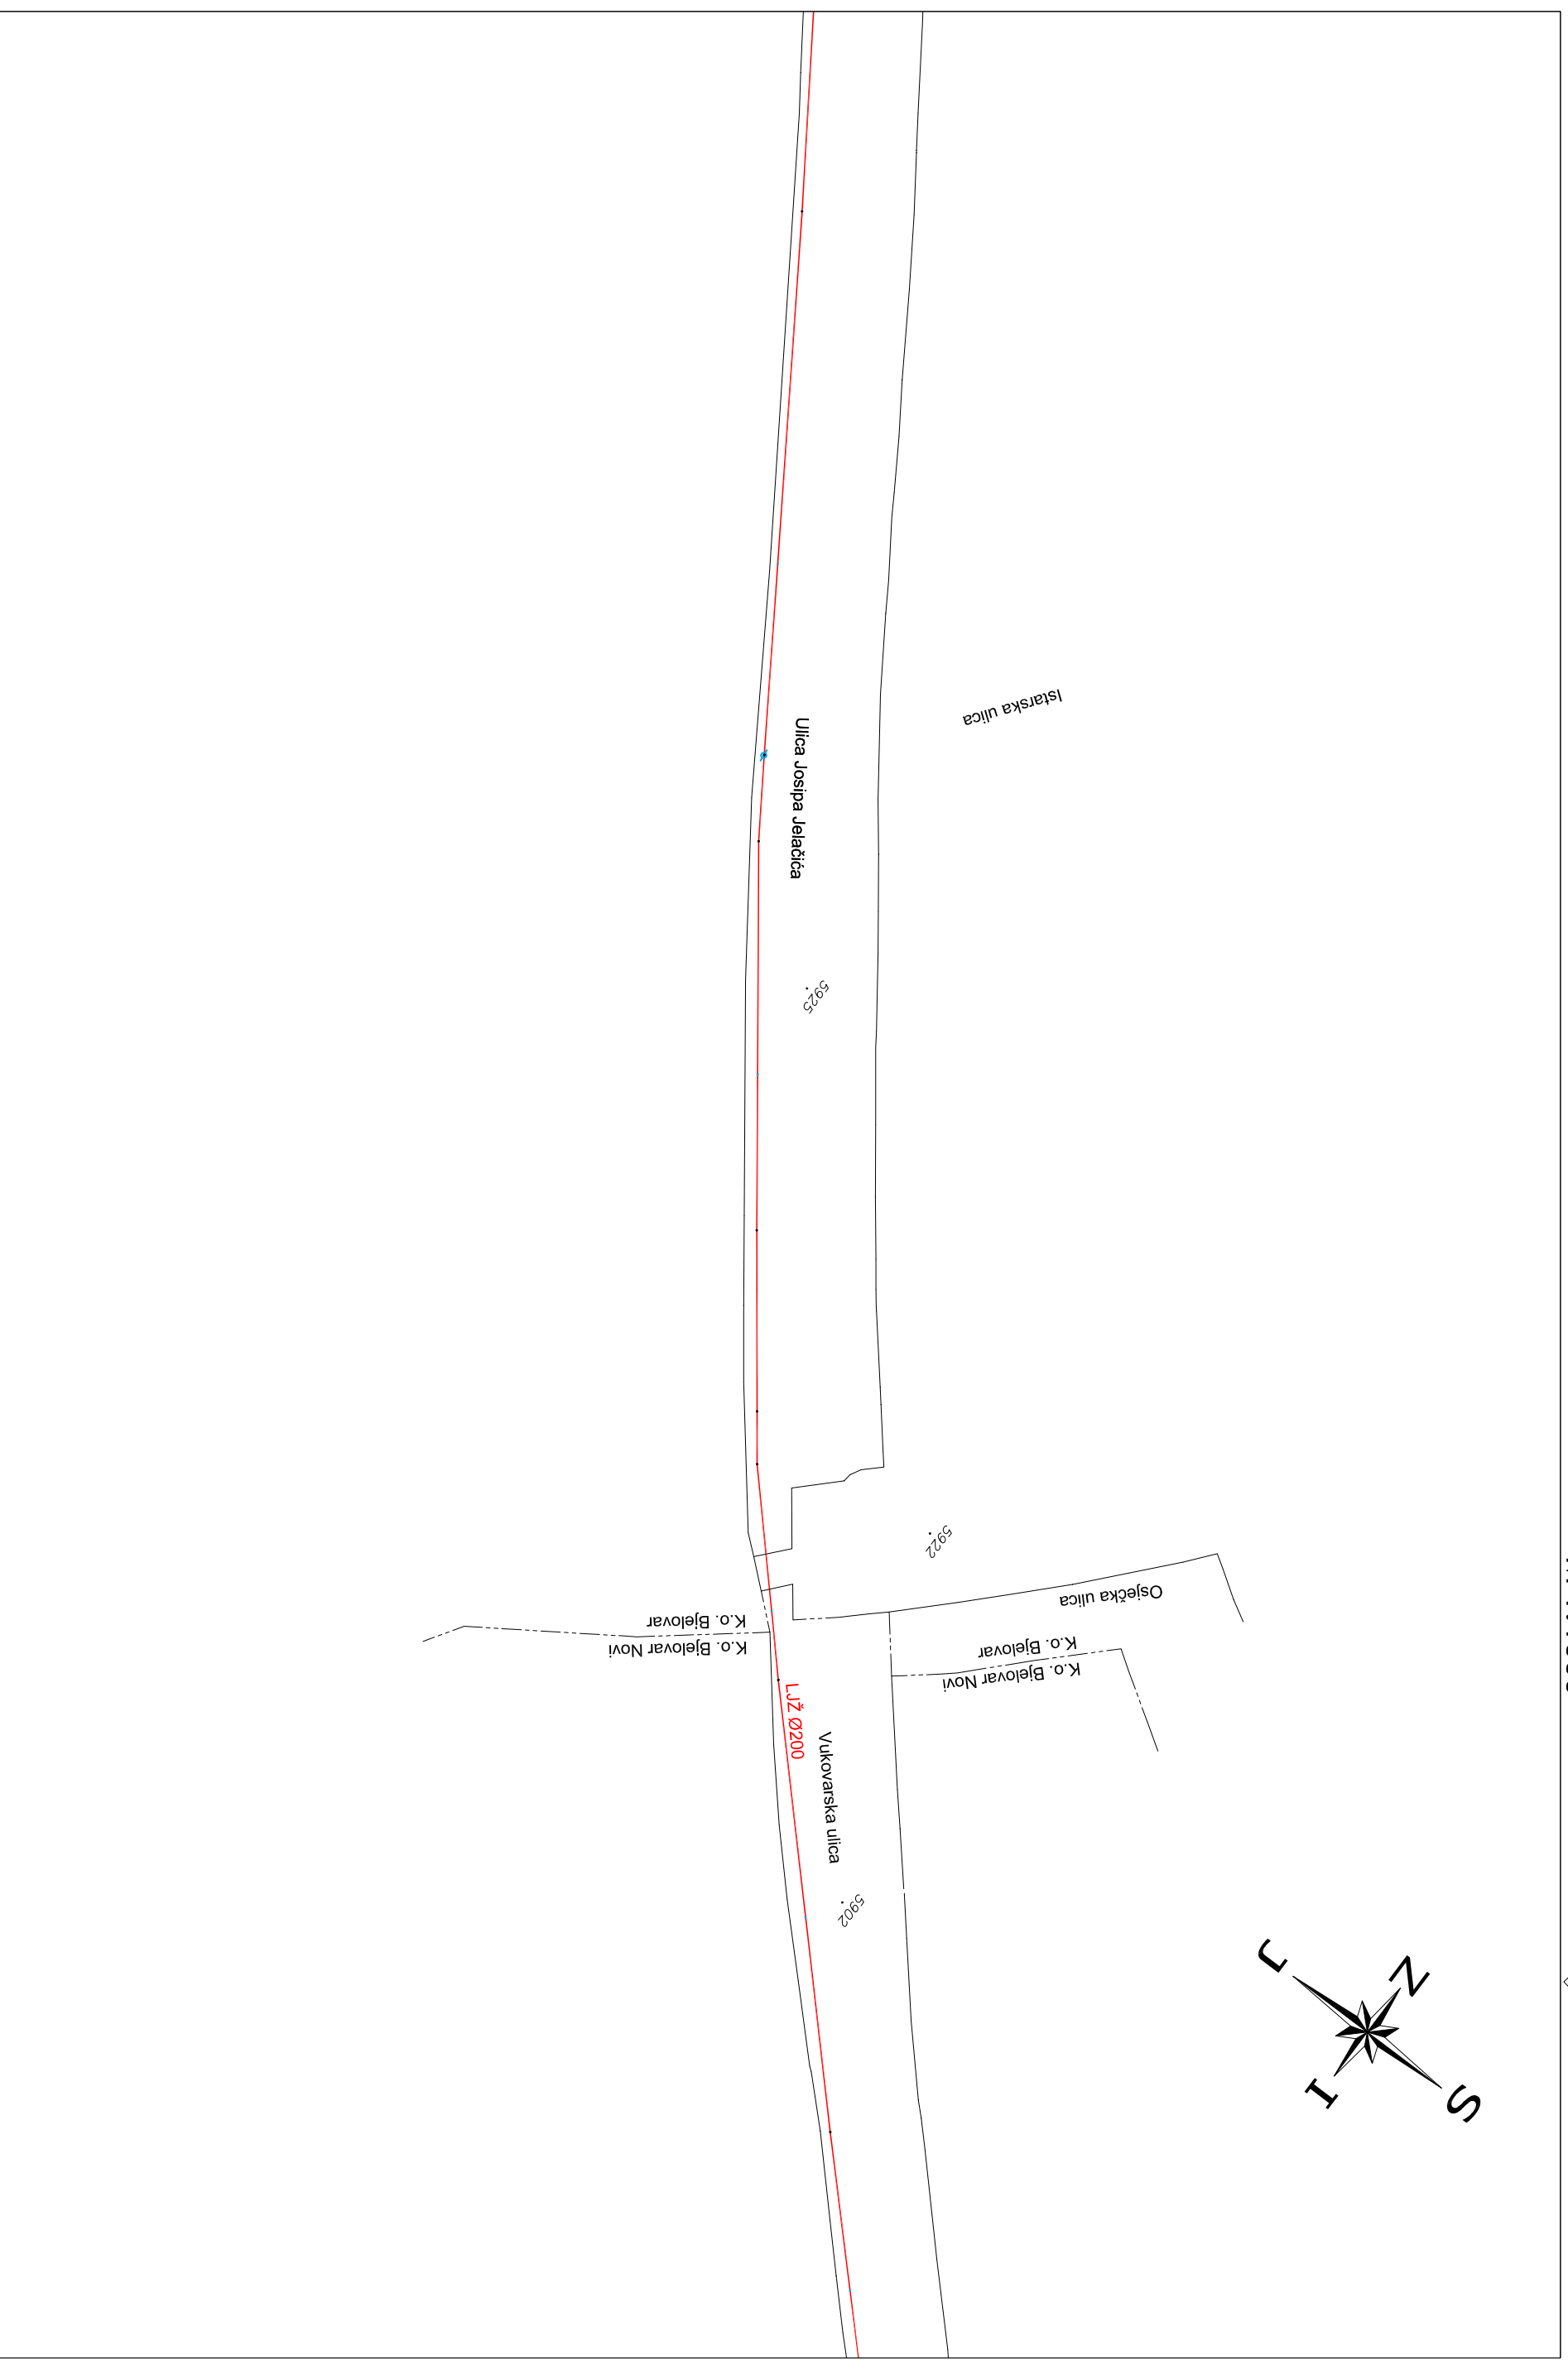 Istarska ulica
Ulica Josipa Jelačića
5925
5922
Osječka ulica
K.o. Bjelovar
K.o. Bjelovar Novi
K.o. Bjelovar
K.o. Bjelovar Novi
LJŽ Ø200
Vukovarska ulica
5902
J
Z
I
S